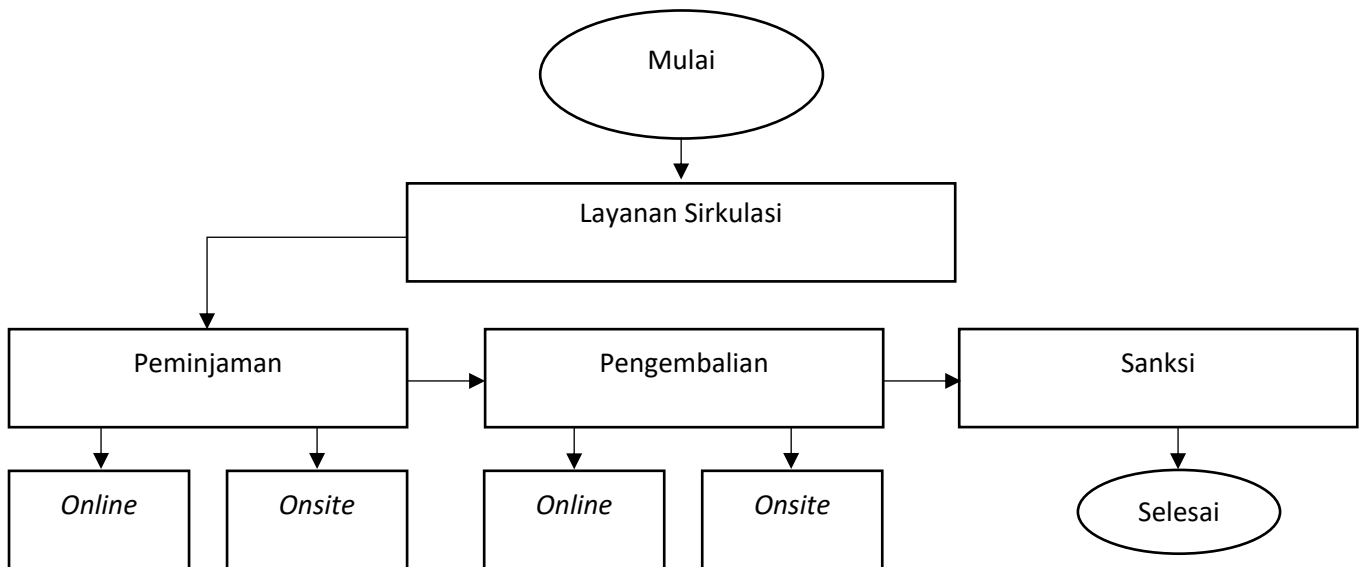 Mulai
Layanan Sirkulasi
Peminjaman
Pengembalian
Sanksi
Online
Onsite
Online
Onsite
Selesai